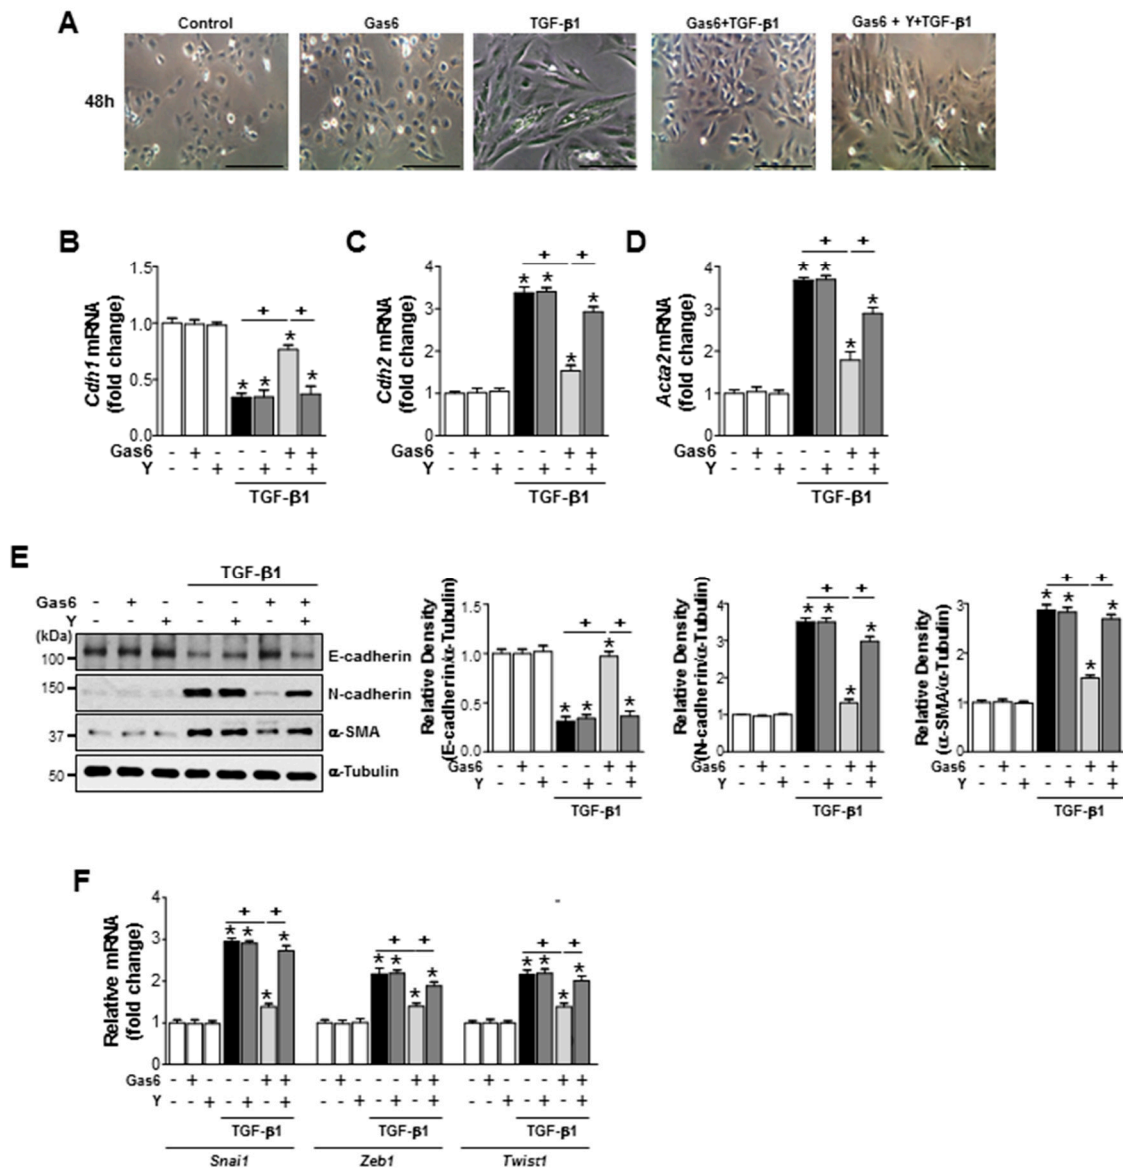 A
Control Gas6 TGF-β1 Gas6+TGF-β1 Gas6 + Y+TGF-β1
48h
B
Cdh1 mRNA
(fold change)
1.5
1.0
0.5
0.0
+ +
* * * *
Gas6 - + - - - + +
Y - - + - + - +
TGF-β1
C
Cdh2 mRNA
(fold change)
4
3
2
1
0
+ +
* * * *
- + - - - + +
- - + - + - +
TGF-β1
D
Acta2 mRNA
(fold change)
4
3
2
1
0
+ +
* * * *
- + - - - + +
- - + - + - +
TGF-β1
E
TGF-β1
Gas6 - + - - - + +
Y - - + - + - +
(kDa)
100 E-cadherin
150 N-cadherin
37 α-SMA
50 α-Tubulin
Relative Density
(E-cadherin/α-Tubulin)
1.5
1.0
0.5
0.0
+ +
* * * *
Gas6 - + - - - + +
Y - - + - + - +
TGF-β1
Relative Density
(N-cadherin/α-Tubulin)
4
3
2
1
0
+ +
* * * *
Gas6 - + - - - + +
Y - - + - + - +
TGF-β1
Relative Density
(α-SMA/α-Tubulin)
3
2
1
0
+ +
* * * *
Gas6 - + - - - + +
Y - - + - + - +
TGF-β1
F
Relative mRNA
(fold change)
4
3
2
1
0
+ + + + + +
* * * * * * * * * * * *
Gas6 - + - - - + + - + - - - + + - + - - - + +
Y - - + - + - + - - + - + - + - - + - + - +
TGF-β1 TGF-β1 TGF-β1
Snai1 Zeb1 Twist1